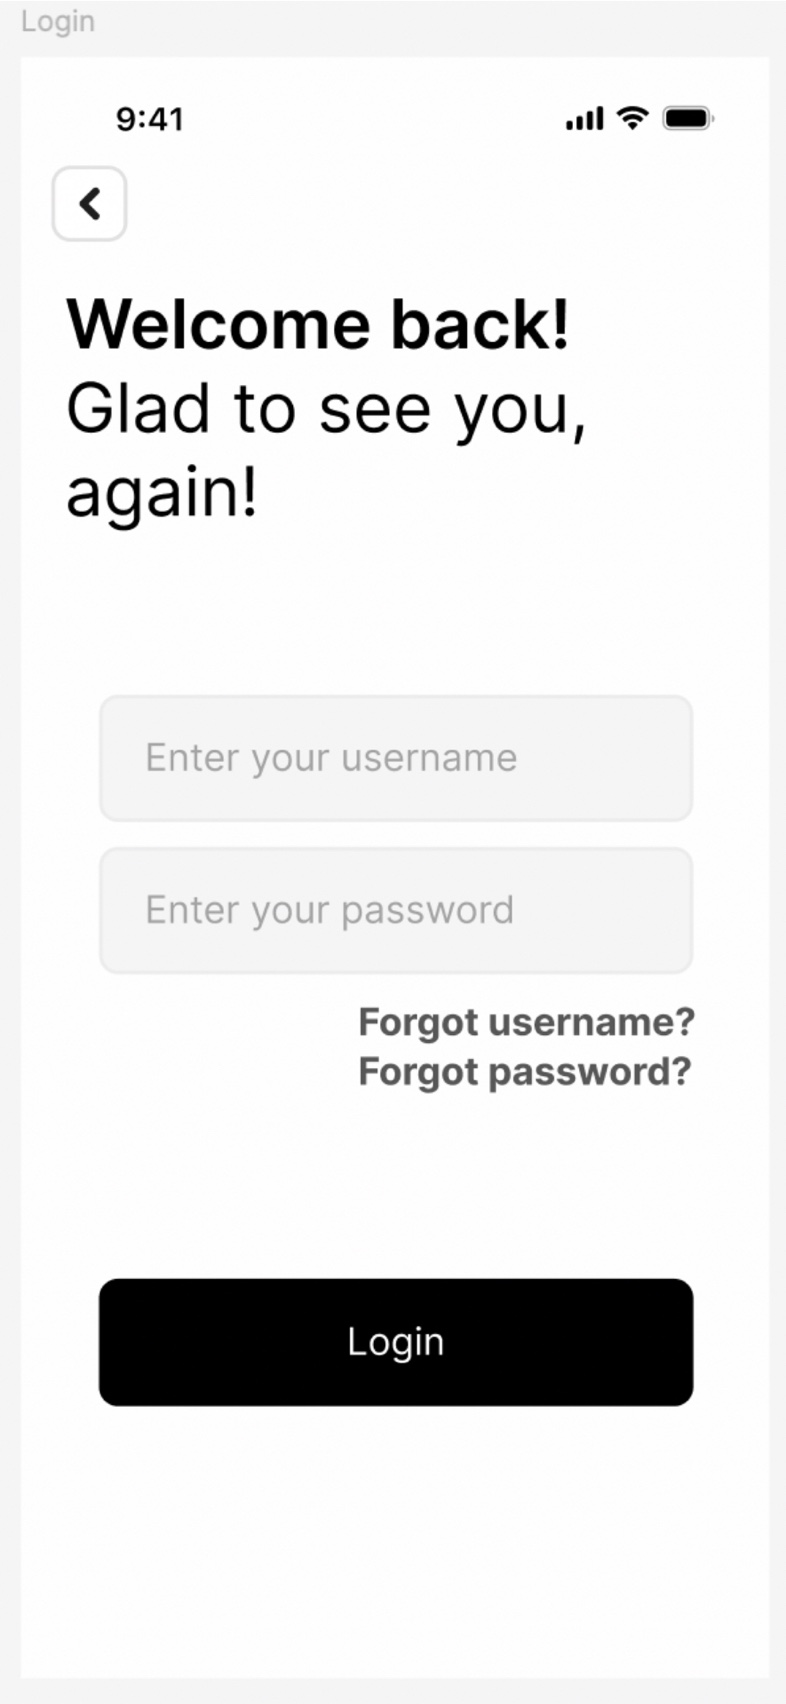 Login
9:41
Welcome back!
Glad to see you,
again!
Enter your username
Enter your password
Forgot username?
Forgot password?
Login